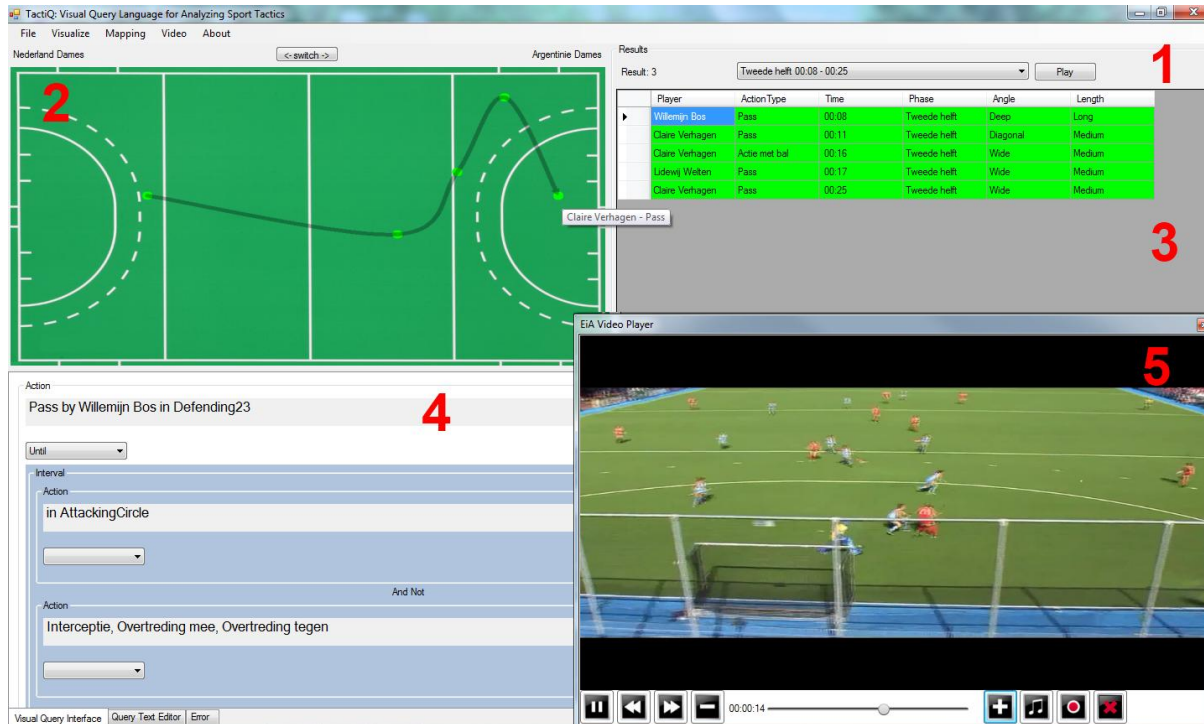 TactiQ: Visual Query Language for Analyzing Sport Tactics
File Visualize Mapping Video About
Nederland Dames <- switch -> Argentinie Dames
2
Claire Verhagen - Pass
Results
1
Result: 3 Tweede helft 00:08 - 00:25 Play
Player ActionType Time Phase Angle Length
Willemijn Bos Pass 00:08 Tweede helft Deep Long
Claire Verhagen Pass 00:11 Tweede helft Diagonal Medium
Claire Verhagen Actie met bal 00:16 Tweede helft Wide Medium
Lidewij Welten Pass 00:17 Tweede helft Wide Medium
Claire Verhagen Pass 00:25 Tweede helft Wide Medium
3
Action
Pass by Willemijn Bos in Defending23
4
Until
Interval
Action
in AttackingCircle
And Not
Action
Interceptie, Overtreding mee, Overtreding tegen
Visual Query Interface Query Text Editor Error
EiA Video Player
5
00:00:14